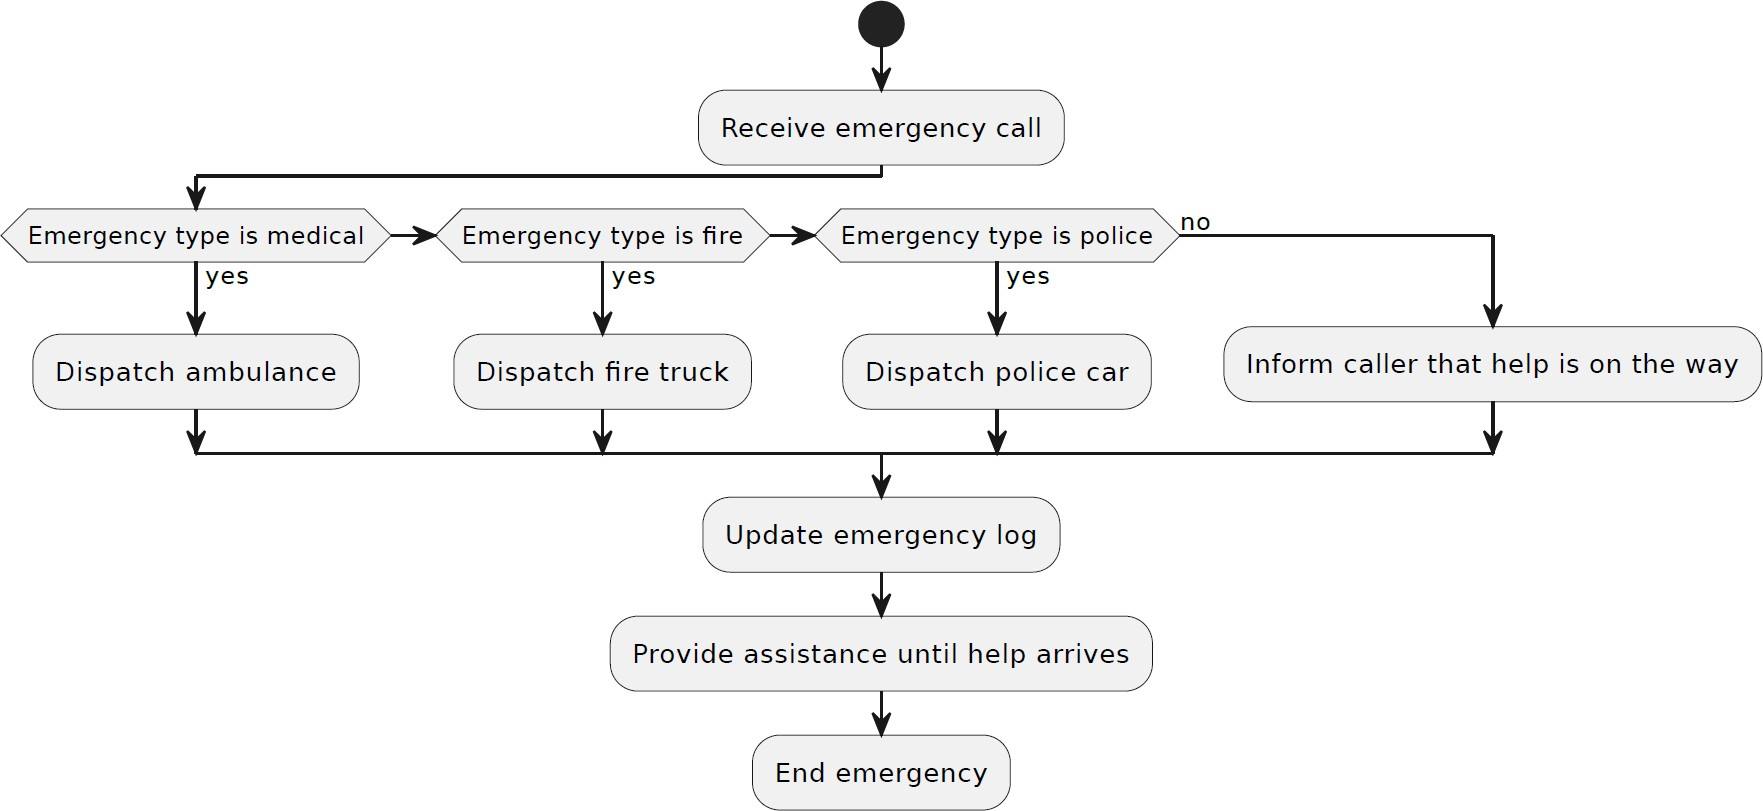 Receive emergency call
Emergency type is medical
Emergency type is fire
Emergency type is police
no
yes
yes
yes
Dispatch ambulance
Dispatch fire truck
Dispatch police car
Inform caller that help is on the way
Update emergency log
Provide assistance until help arrives
End emergency